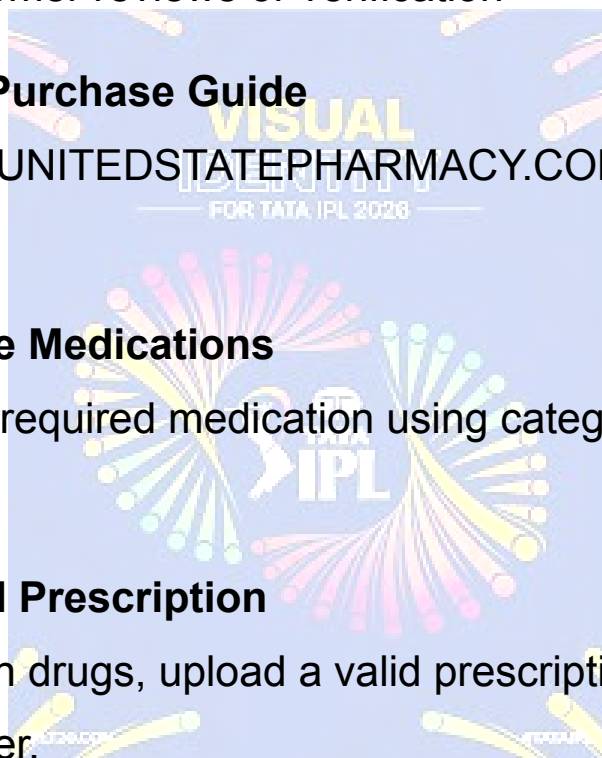 Purchase Guide
VISUAL
IDENTITY
UNITEDSTATEPHARMACY.CO
FOR TATA IPL 2026
e Medications
required medication using categ
TATA
IPL
Prescription
drugs, upload a valid prescripti
er.